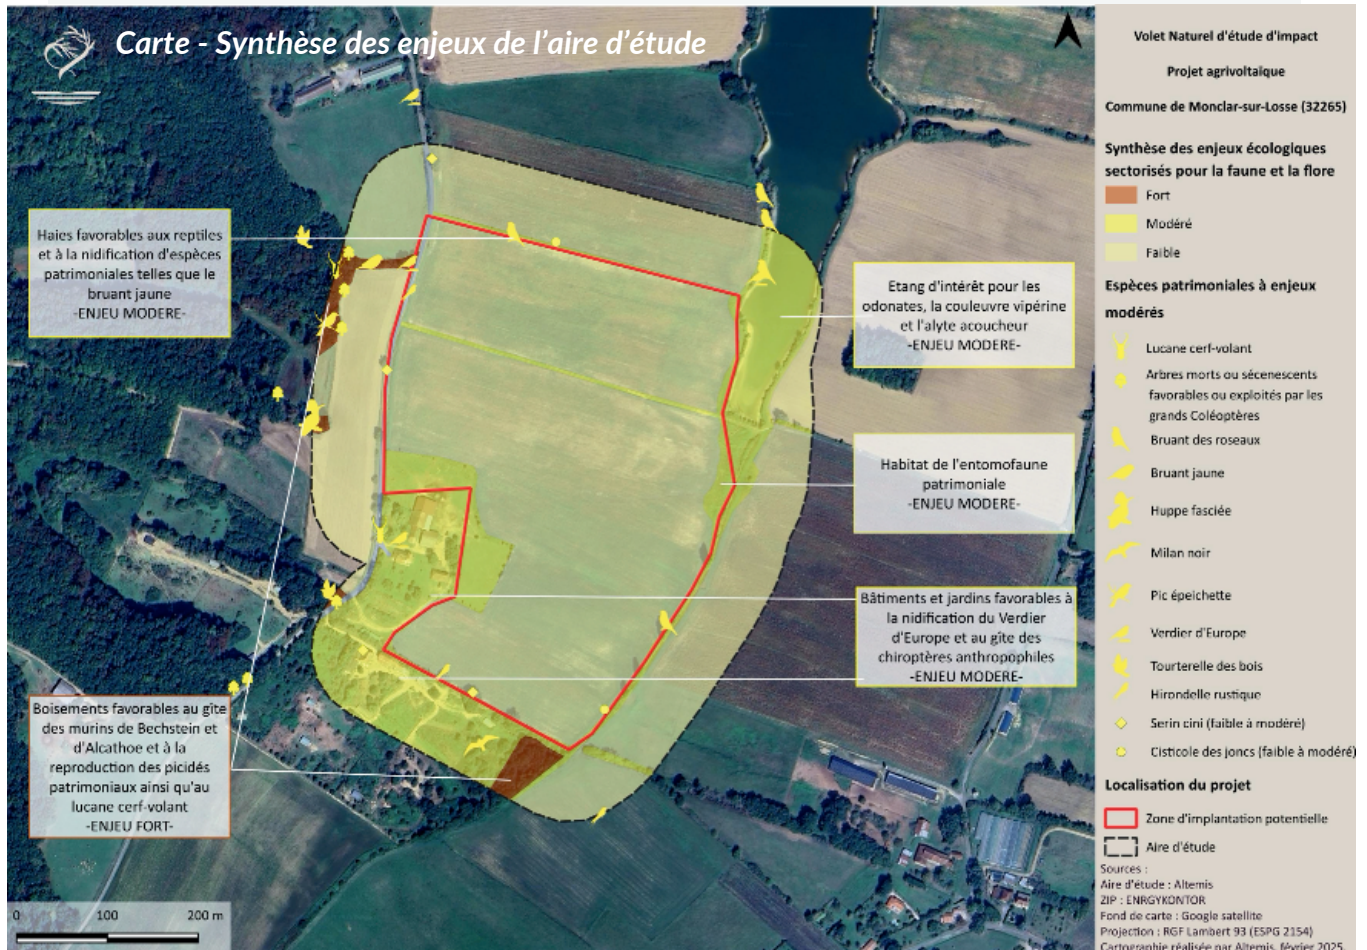 Carte - Synthèse des enjeux de l'aire d'étude
Haies favorables aux reptiles
et à la nidification d'espèces
patrimoniales telles que le
bruant jaune
-ENJEU MODERE-
Etang d'intérêt pour les
odonates, la couleuvre vipérine
et l'alyte acoucheur
-ENJEU MODERE-
Habitat de l'entomofaune
patrimoniale
-ENJEU MODERE-
Bâtiments et jardins favorables à
la nidification du Verdier
d'Europe et au gîte des
chiroptères anthropophiles
-ENJEU MODERE-
Boisements favorables au gîte
des murins de Bechstein et
d'Alcathoe et à la
reproduction des picidés
patrimoniaux ainsi qu'au
lucane cerf-volant
-ENJEU FORT-
0 100 200 m
Volet Naturel d'étude d'impact
Projet agrivoltaïque
Commune de Monclar-sur-Losse (32265)
Synthèse des enjeux écologiques
sectorisés pour la faune et la flore
Fort
Modéré
Faible
Espèces patrimoniales à enjeux
modérés
Lucane cerf-volant
Arbres morts ou sécenescents
favorables ou exploités par les
grands Coléoptères
Bruant des roseaux
Bruant jaune
Huppe fasciée
Milan noir
Pic épeichette
Verdier d'Europe
Tourterelle des bois
Hirondelle rustique
Serin cini (faible à modéré)
Cisticole des joncs (faible à modéré)
Localisation du projet
Zone d'implantation potentielle
Aire d'étude
Sources :
Aire d'étude : Altemis
ZIP : ENRGYKONTOR
Fond de carte : Google satellite
Projection : RGF Lambert 93 (ESPG 2154)
Cartographie réalisée par Altemis, février 2025